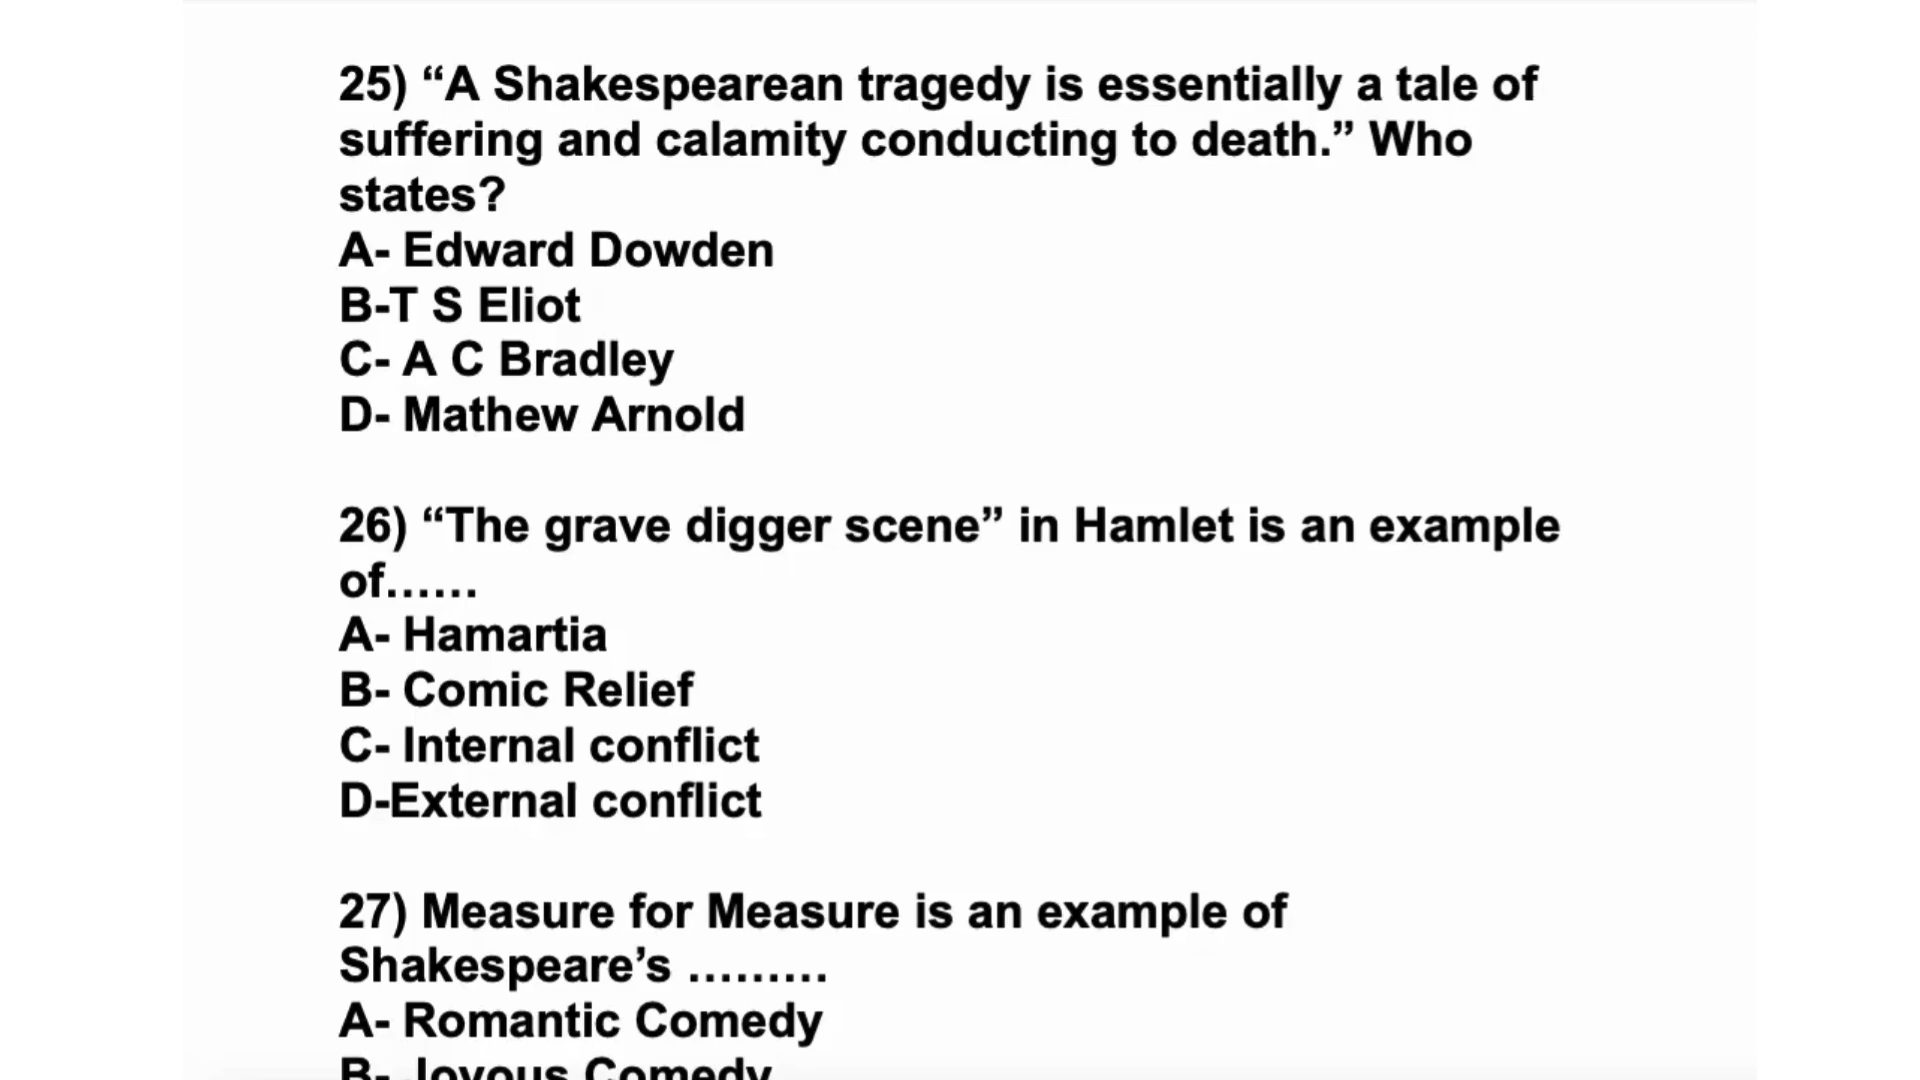 25) “A Shakespearean tragedy is essentially a tale of
suffering and calamity conducting to death.” Who
states?
A- Edward Dowden
B-T S Eliot
C- A C Bradley
D- Mathew Arnold
26) “The grave digger scene” in Hamlet is an example
of......
A- Hamartia
B- Comic Relief
C- Internal conflict
D-External conflict
27) Measure for Measure is an example of
Shakespeare’s .........
A- Romantic Comedy
B- Joyous Comedy